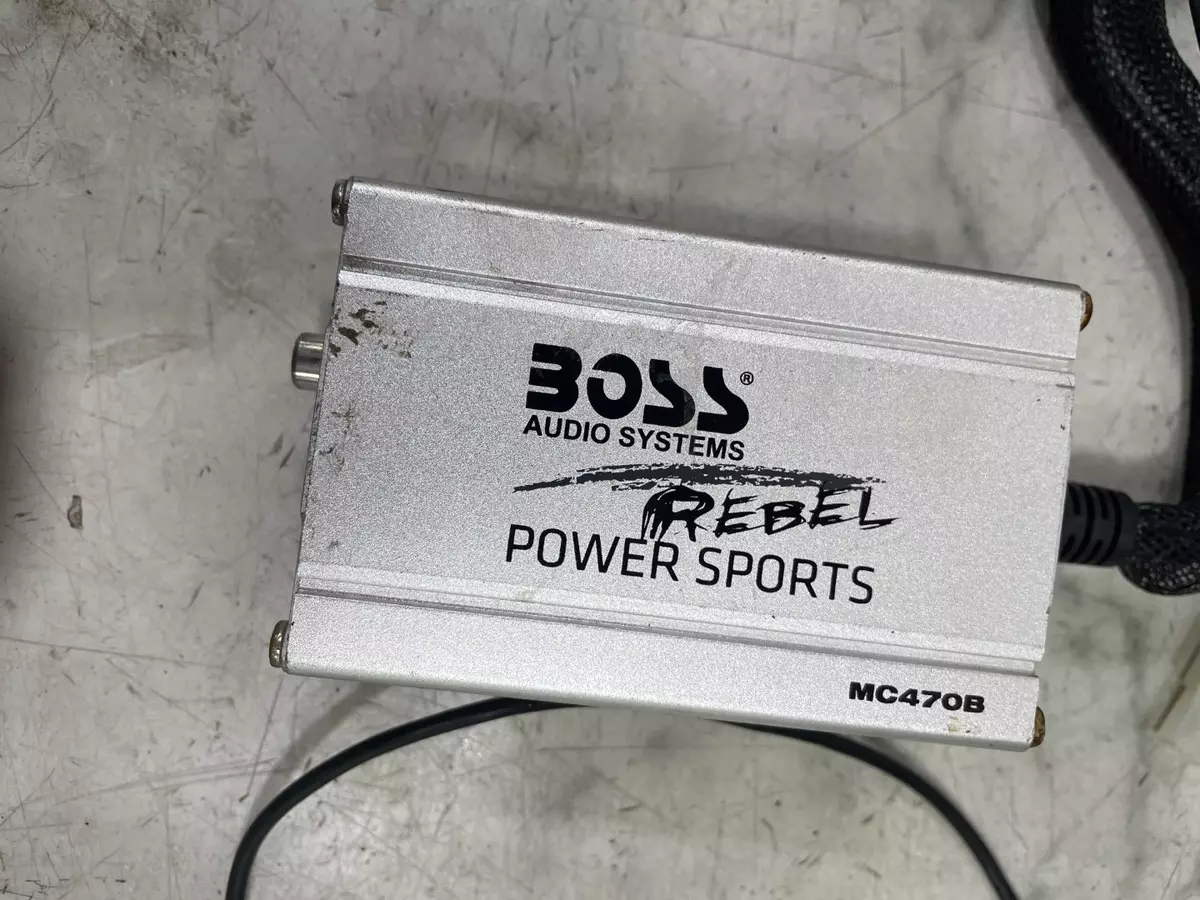 BOSS®
AUDIO SYSTEMS
REBEL
POWER SPORTS
MC470B